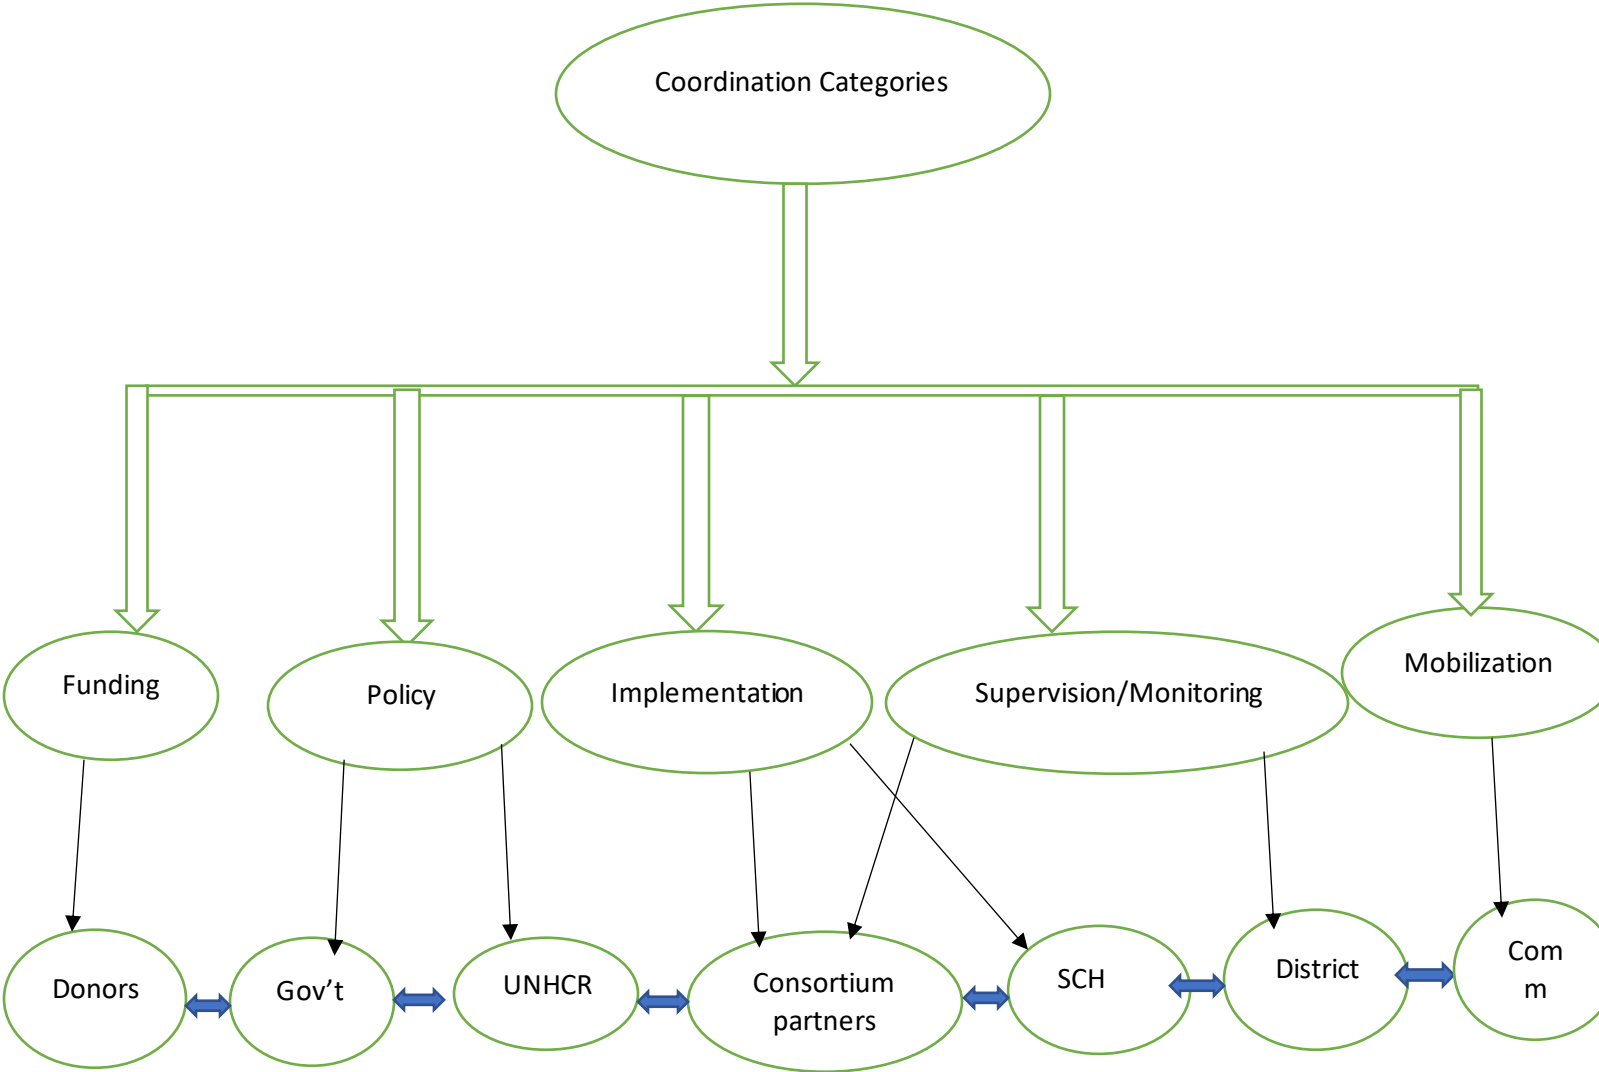 Coordination Categories
Funding
Policy
Implementation
Supervision/Monitoring
Mobilization
Donors
Gov’t
UNHCR
Consortium
partners
SCH
District
Com
m